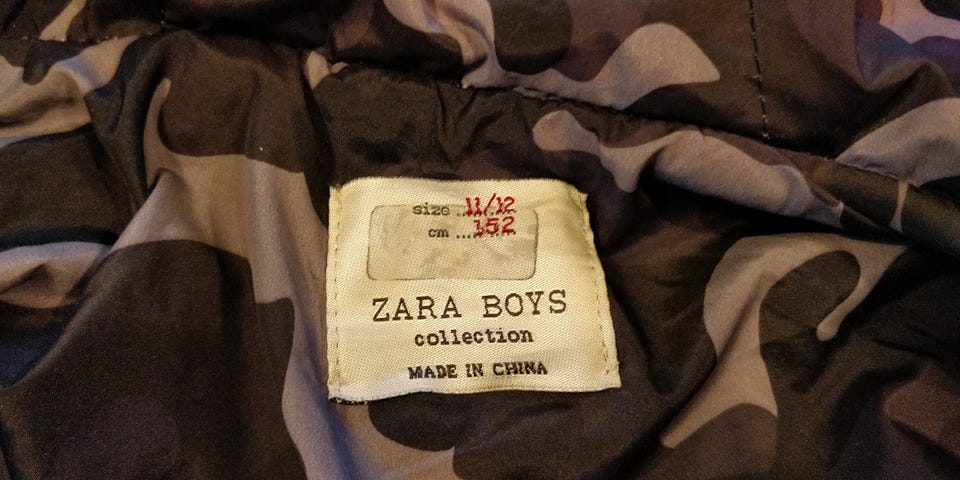 size ....11/12
cm ....152
ZARA BOYS
collection
MADE IN CHINA